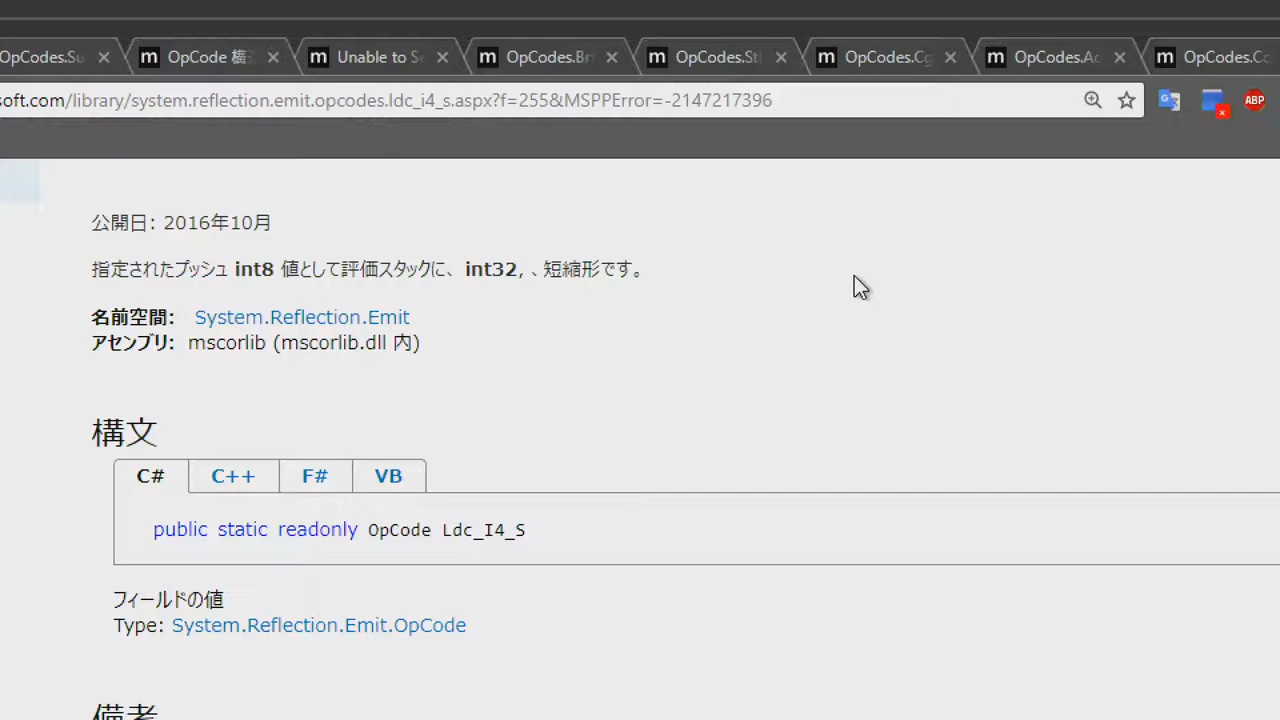 OpCodes.Su
OpCode 構
Unable to Se
OpCodes.Br
OpCodes.St
OpCodes.Cg
OpCodes.Ad
OpCodes.Co
soft.com/library/system.reflection.emit.opcodes.ldc_i4_s.aspx?f=255&MSPPError=-2147217396
ABP
公開日: 2016年10月
指定されたプッシュ int8 値として評価スタックに、 int32, 、短縮形です。
名前空間: System.Reflection.Emit
アセンブリ: mscorlib (mscorlib.dll 内)
構文
C# C++ F# VB
public static readonly OpCode Ldc_I4_S
フィールドの値
Type: System.Reflection.Emit.OpCode
備考